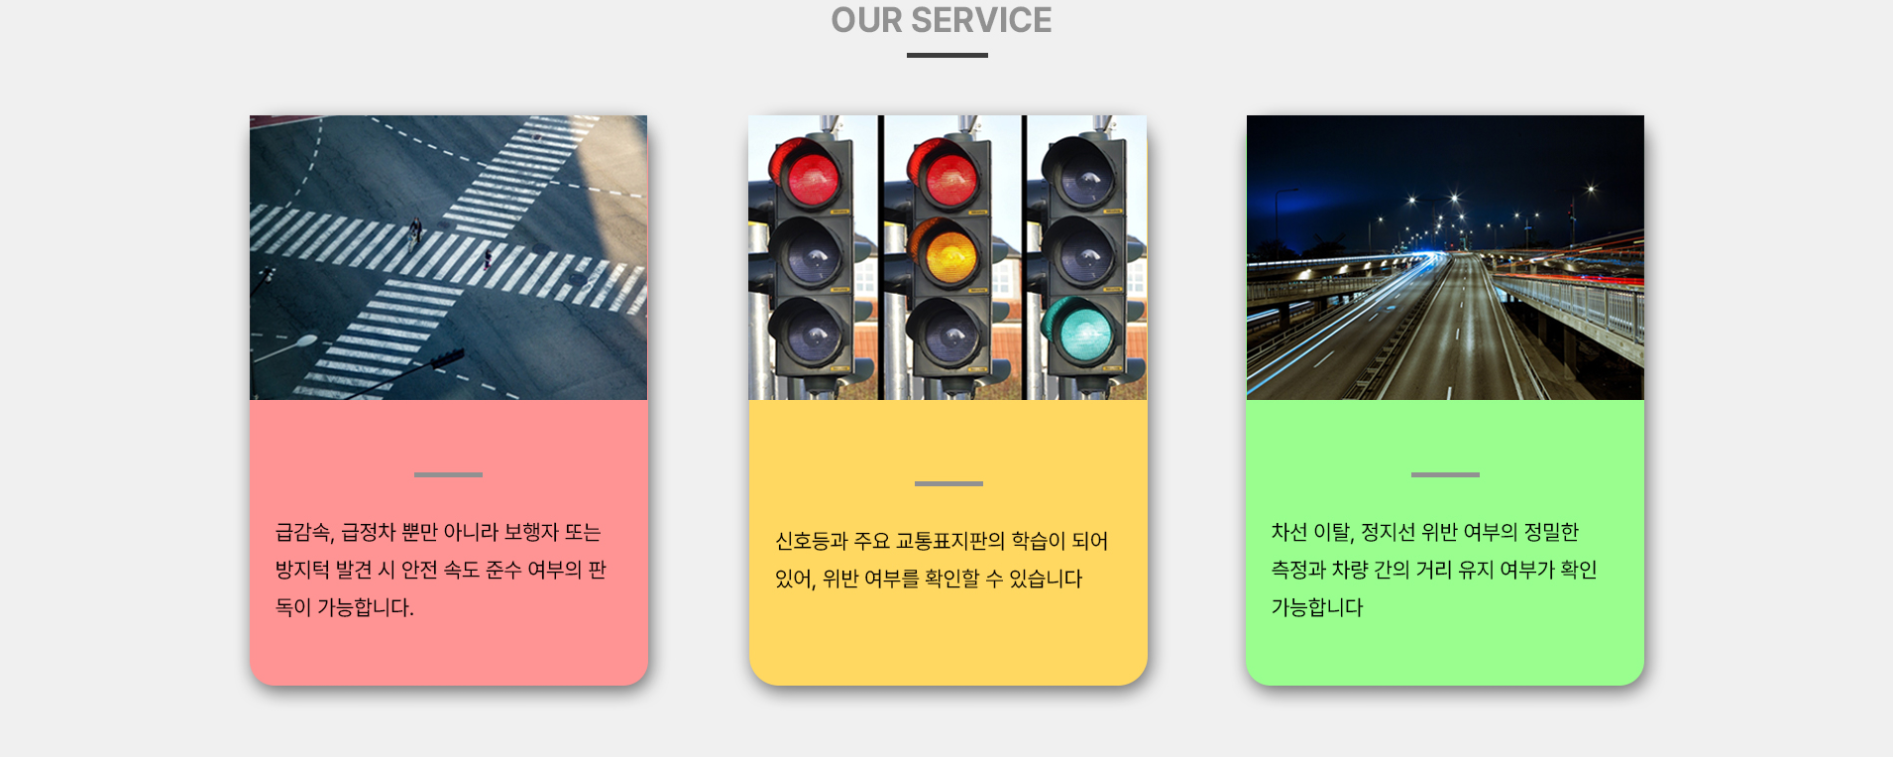 OUR SERVICE
급감속, 급정차 뿐만 아니라 보행자 또는
방지턱 발견 시 안전 속도 준수 여부의 판
독이 가능합니다.
신호등과 주요 교통표지판의 학습이 되어
있어, 위반 여부를 확인할 수 있습니다
차선 이탈, 정지선 위반 여부의 정밀한
측정과 차량 간의 거리 유지 여부가 확인
가능합니다